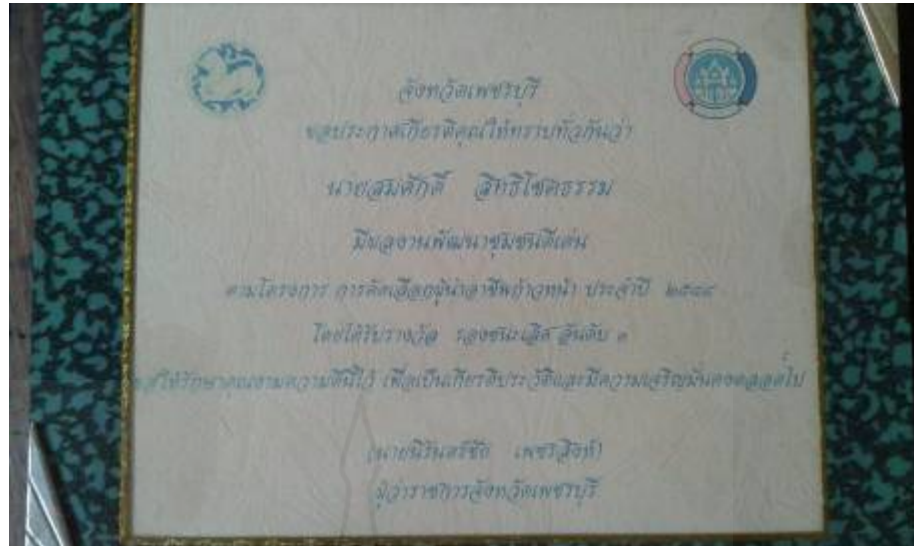 จังหวัดเพชรบุรี
ขอประกาศเกียรติคุณให้ทราบทั่วกันว่า
นายสมศักดิ์ สิทธิโชคธรรม
มีผลงานพัฒนาชุมชนดีเด่น
ตามโครงการ การคัดเลือกผู้นำอาชีพก้าวหน้า ประจำปี ๒๕๔๔
โดยได้รับรางวัล รองชนะเลิศ อันดับ ๑
ให้รักษาคุณงามความดีนี้ไว้ เพื่อเป็นเกียรติประวัติและมีความเจริญมั่นคงตลอดไป
(นายนิรันดร์ชัย เพชรสิงห์)
ผู้ว่าราชการจังหวัดเพชรบุรี